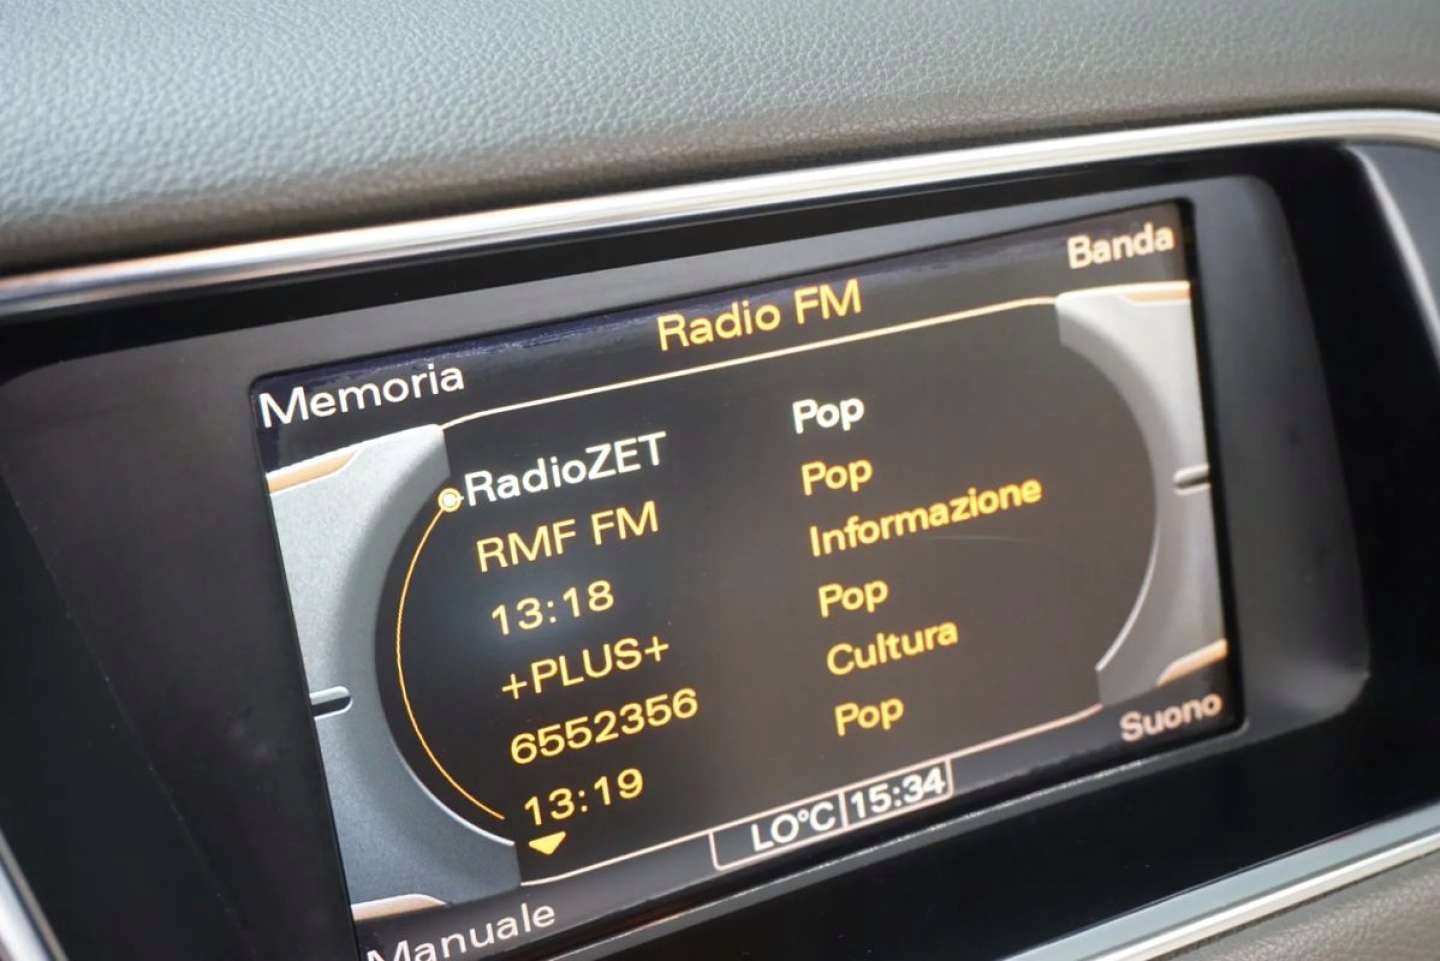 Banda
Radio FM
Memoria
RadioZET Pop
RMF FM Pop
13:18 Informazione
+PLUS+ Pop
6552356 Cultura
13:19 Pop
Suono
LO°C 15:34
Manuale